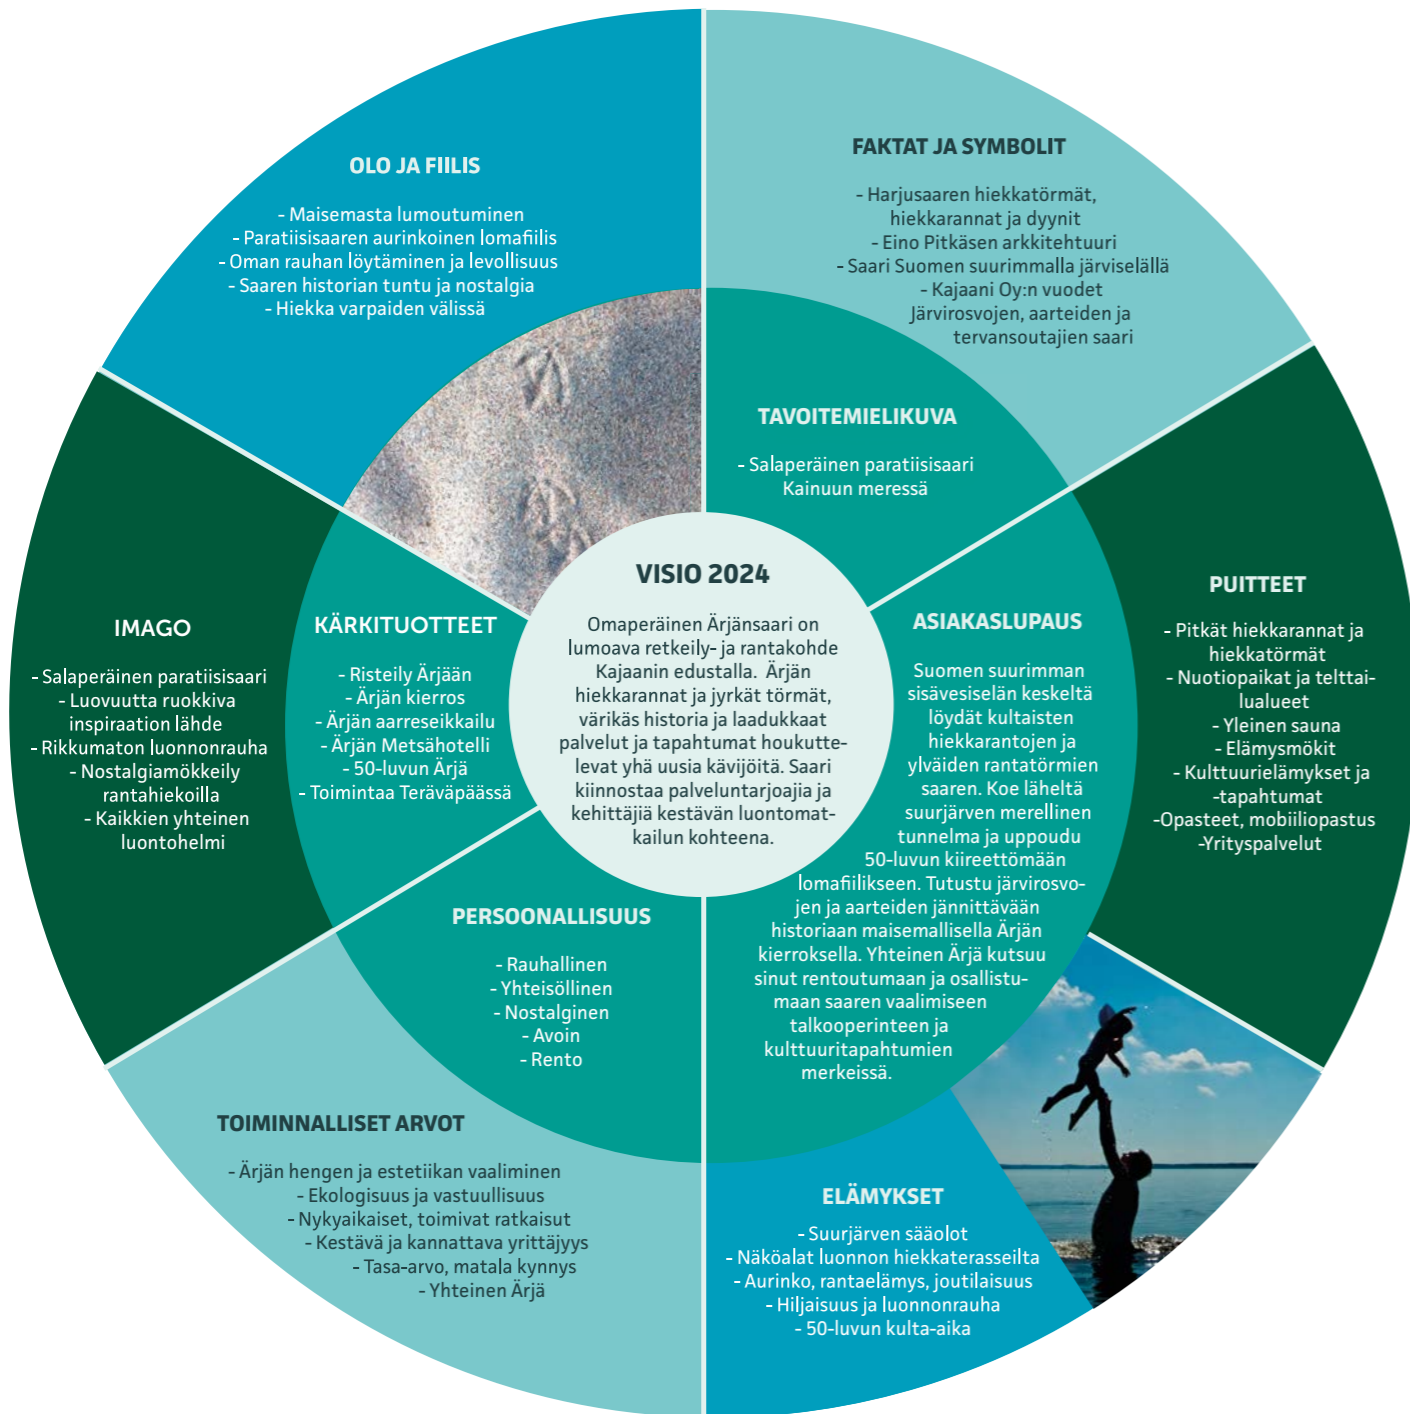 OLO JA FIILIS
- Maisemasta lumoutuminen
- Paratiisisaaren aurinkoinen lomafiilis
- Oman rauhan löytäminen ja levollisuus
- Saaren historian tuntu ja nostalgia
- Hiekka varpaiden välissä
FAKTAT JA SYMBOLIT
- Harjusaaren hiekkatörmät,
hiekkarannat ja dyynit
- Eino Pitkäsen arkkitehtuuri
- Saari Suomen suurimmalla järviselällä
- Kajaani Oy:n vuodet
Järvirosvojen, aarteiden ja
tervansoutajien saari
TAVOITEMIELIKUVA
- Salaperäinen paratiisisaari
Kainuun meressä
PUITTEET
- Pitkät hiekkarannat ja
hiekkatörmät
- Nuotiopaikat ja telttai-
lualueet
- Yleinen sauna
- Elämysmökit
- Kulttuurielämykset ja
-tapahtumat
-Opasteet, mobiiliopastus
-Yrityspalvelut
VISIO 2024
Omaperäinen Ärjänsaari on
lumoava retkeily- ja rantakohde
Kajaanin edustalla. Ärjän
hiekkarannat ja jyrkät törmät,
värikäs historia ja laadukkaat
palvelut ja tapahtumat houkutte-
levat yhä uusia kävijöitä. Saari
kiinnostaa palveluntarjoajia ja
kehittäjiä kestävän luontomat-
kailun kohteena.
IMAGO
- Salaperäinen paratiisisaari
- Luovuutta ruokkiva
inspiraation lähde
- Rikkumaton luonnonrauha
- Nostalgiamökkeily
rantahiekoilla
- Kaikkien yhteinen
luontohelmi
KÄRKITUOTTEET
- Risteily Ärjään
- Ärjän kierros
- Ärjän aarreseikkailu
- Ärjän Metsähotelli
- 50-luvun Ärjä
- Toimintaa Teräväpäässä
ASIAKASLUPAUS
Suomen suurimman
sisävesiselän keskeltä
löydät kultaisten
hiekkarantojen ja
ylväiden rantatörmien
saaren. Koe läheltä
suurjärven merellinen
tunnelma ja uppoudu
50-luvun kiireettömään
lomafiilikseen. Tutustu järvirosvo-
jen ja aarteiden jännittävään
historiaan maisemallisella Ärjän
kierroksella. Yhteinen Ärjä kutsuu
sinut rentoutumaan ja osallistu-
maan saaren vaalimiseen
talkooperinteen ja
kulttuuritapahtumien
merkeissä.
PERSOONALLISUUS
- Rauhallinen
- Yhteisöllinen
- Nostalginen
- Avoin
- Rento
TOIMINNALLISET ARVOT
- Ärjän hengen ja estetiikan vaaliminen
- Ekologisuus ja vastuullisuus
- Nykyaikaiset, toimivat ratkaisut
- Kestävä ja kannattava yrittäjyys
- Tasa-arvo, matala kynnys
- Yhteinen Ärjä
ELÄMYKSET
- Suurjärven sääolot
- Näköalat luonnon hiekkaterasseilta
- Aurinko, rantaelämys, joutilaisuus
- Hiljaisuus ja luonnonrauha
- 50-luvun kulta-aika